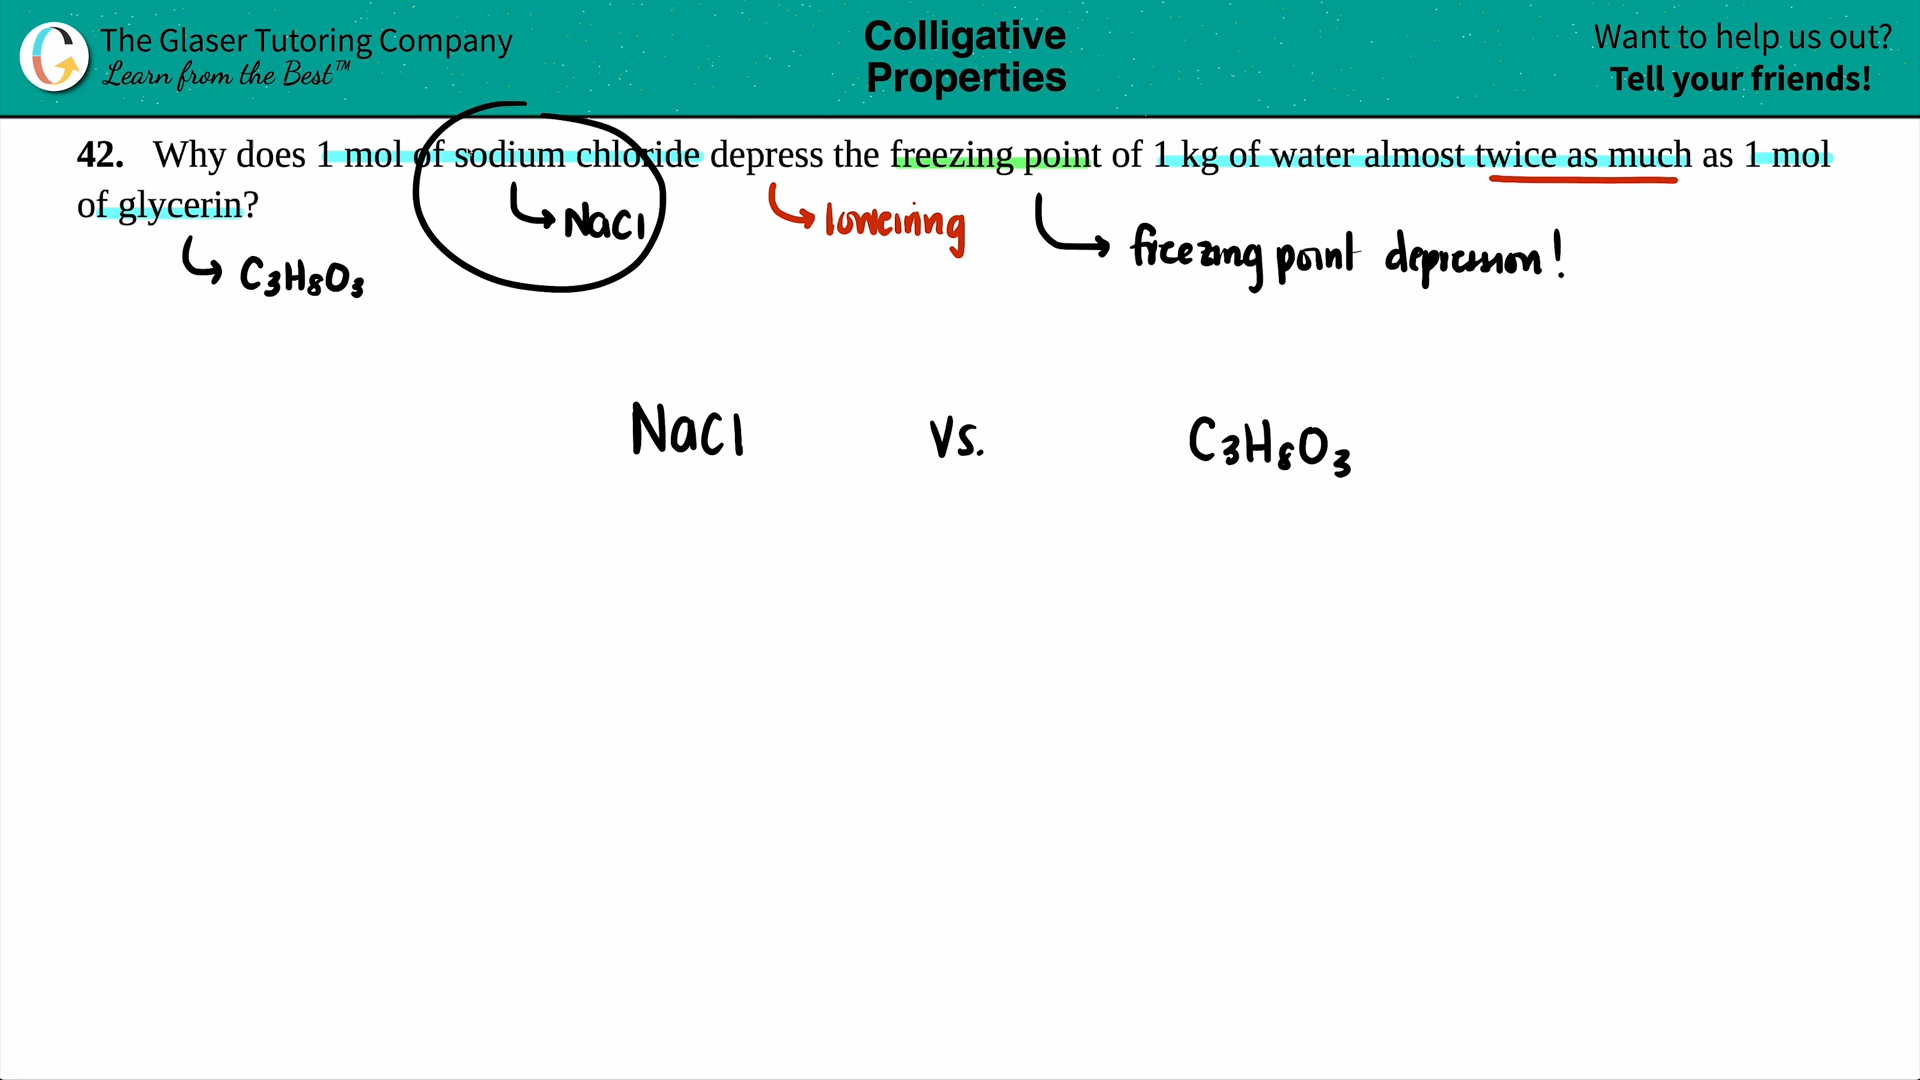 The Glaser Tutoring Company
Learn from the Best™
Colligative
Properties
Want to help us out?
Tell your friends!
42. Why does 1 mol of sodium chloride depress the freezing point of 1 kg of water almost twice as much as 1 mol
of glycerin?
NaCl
lowering
freezing point depression!
C₃H₈O₃
NaCl vs. C₃H₈O₃